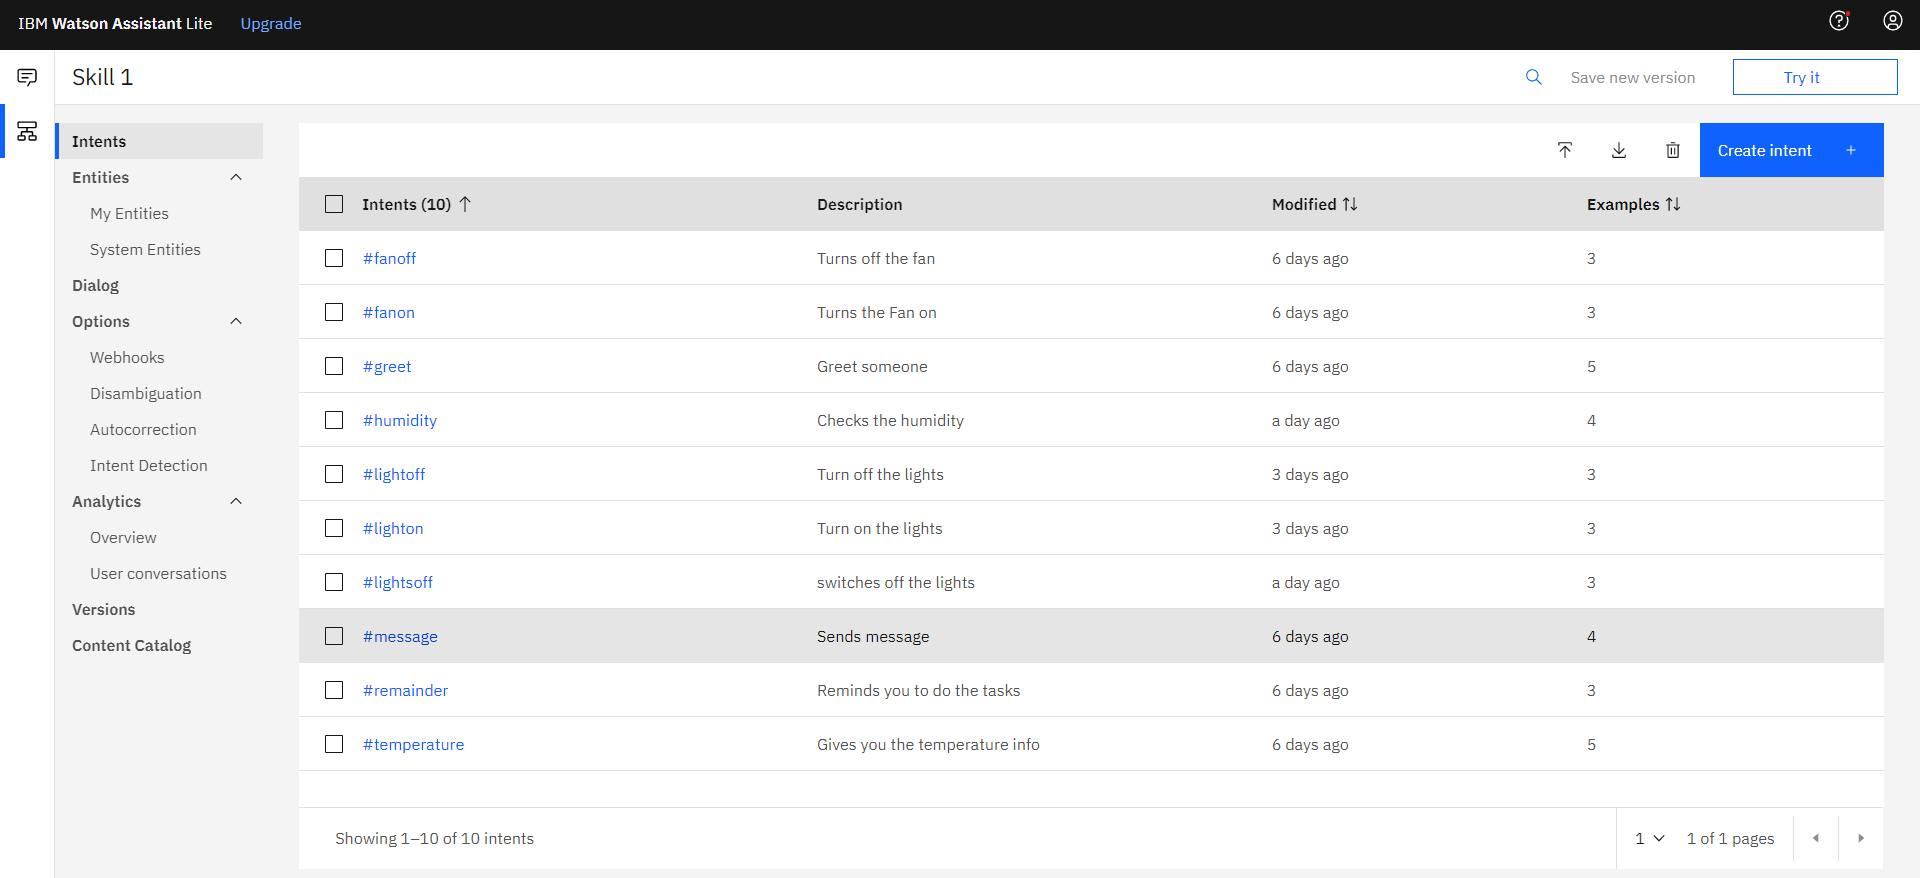 IBM Watson Assistant Lite Upgrade
Skill 1 Save new version Try it
Intents
Entities
My Entities
System Entities
Dialog
Options
Webhooks
Disambiguation
Autocorrection
Intent Detection
Analytics
Overview
User conversations
Versions
Content Catalog
Create intent +
Intents (10) Description Modified Examples
#fanoff Turns off the fan 6 days ago 3
#fanon Turns the Fan on 6 days ago 3
#greet Greet someone 6 days ago 5
#humidity Checks the humidity a day ago 4
#lightoff Turn off the lights 3 days ago 3
#lighton Turn on the lights 3 days ago 3
#lightsoff switches off the lights a day ago 3
#message Sends message 6 days ago 4
#remainder Reminds you to do the tasks 6 days ago 3
#temperature Gives you the temperature info 6 days ago 5
Showing 1–10 of 10 intents 1 1 of 1 pages